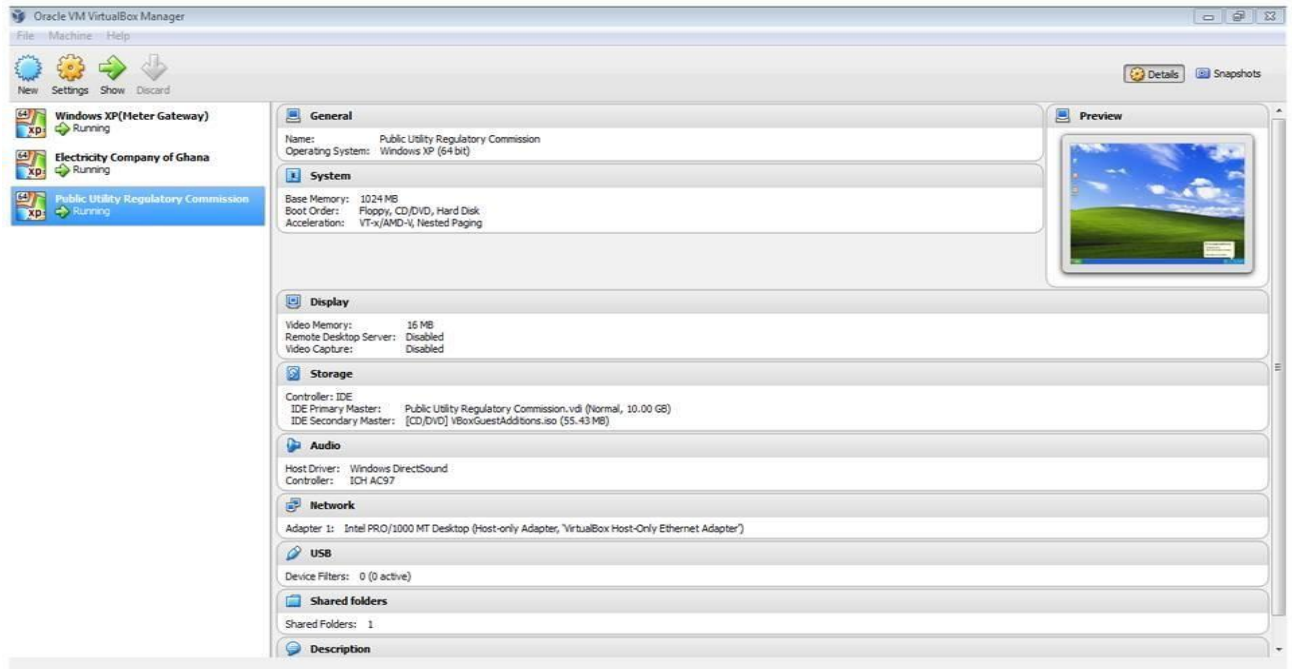 Oracle VM VirtualBox Manager
File Machine Help
New Settings Show Discard
Details Snapshots
Windows XP(Meter Gateway)
Running
Electricity Company of Ghana
Running
Public Utility Regulatory Commission
Running
General
Name: Public Utility Regulatory Commission
Operating System: Windows XP (64 bit)
System
Base Memory: 1024 MB
Boot Order: Floppy, CD/DVD, Hard Disk
Acceleration: VT-x/AMD-V, Nested Paging
Preview
Display
Video Memory: 16 MB
Remote Desktop Server: Disabled
Video Capture: Disabled
Storage
Controller: IDE
IDE Primary Master: Public Utility Regulatory Commission.vdi (Normal, 10.00 GB)
IDE Secondary Master: [CD/DVD] VBoxGuestAdditions.iso (55.43 MB)
Audio
Host Driver: Windows DirectSound
Controller: ICH AC97
Network
Adapter 1: Intel PRO/1000 MT Desktop (Host-only Adapter, 'VirtualBox Host-Only Ethernet Adapter')
USB
Device Filters: 0 (0 active)
Shared folders
Shared Folders: 1
Description